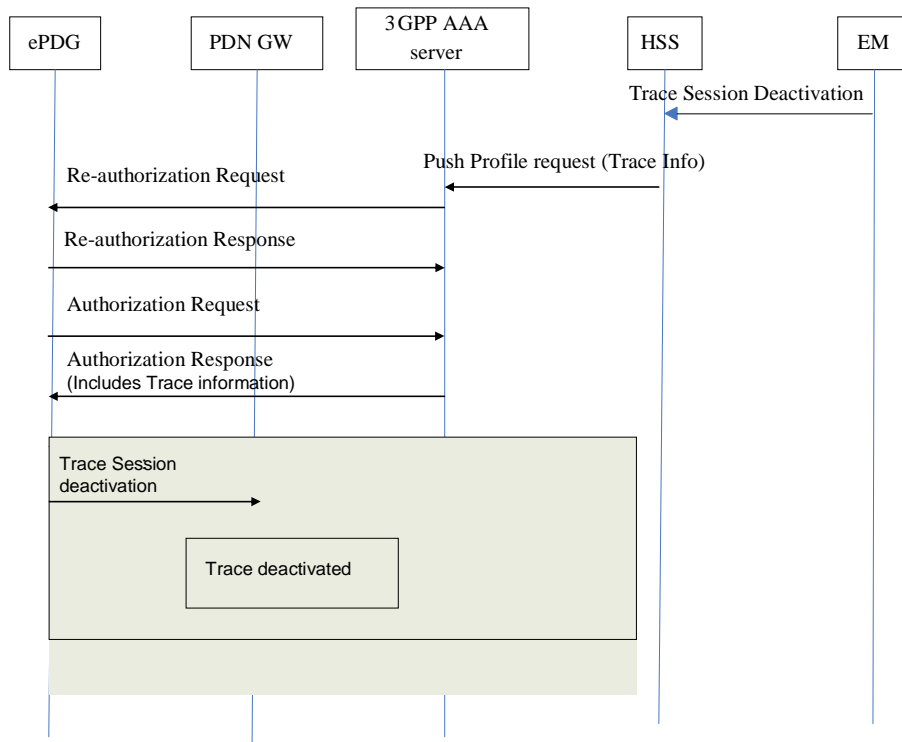 ePDG
PDN GW
3GPP AAA
server
HSS
EM
Trace Session Deactivation
Push Profile request (Trace Info)
Re-authorization Request
Re-authorization Response
Authorization Request
Authorization Response
(Includes Trace information)
Trace Session
deactivation
Trace deactivated